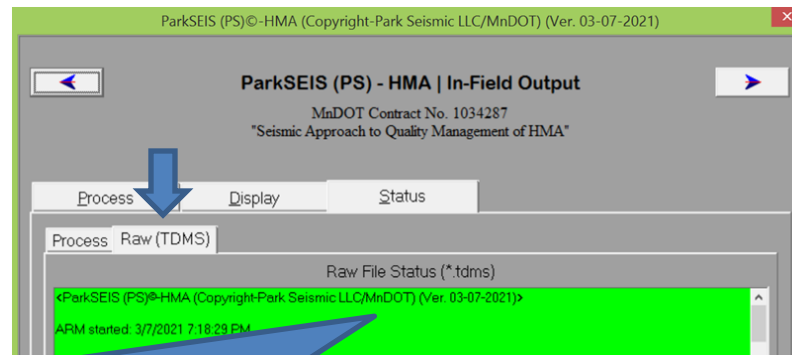 ParkSEIS (PS)©-HMA (Copyright-Park Seismic LLC/MnDOT) (Ver. 03-07-2021)
ParkSEIS (PS) - HMA | In-Field Output
MnDOT Contract No. 1034287
"Seismic Approach to Quality Management of HMA"
Process Display Status
Process Raw (TDMS)
Raw File Status (*.tdms)
<ParkSEIS (PS)©-HMA (Copyright-Park Seismic LLC/MnDOT) (Ver. 03-07-2021)>
ARM started: 3/7/2021 7:18:29 PM